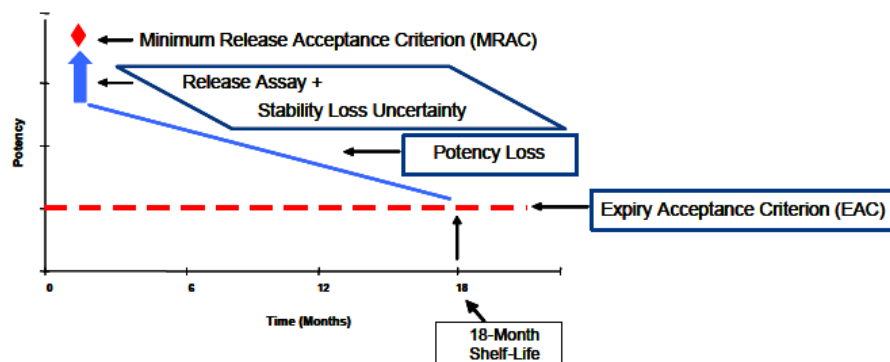 Minimum Release Acceptance Criterion (MRAC)
Release Assay +
Stability Loss Uncertainty
Potency Loss
Potency
Expiry Acceptance Criterion (EAC)
0
6
12
18
Time (Months)
18-Month
Shelf-Life